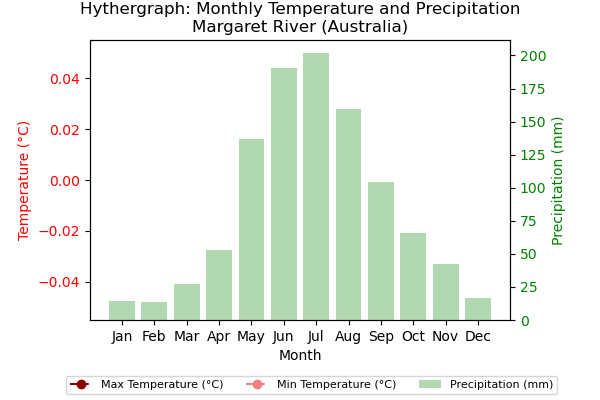 Hythergraph: Monthly Temperature and Precipitation
Margaret River (Australia)
Temperature (°C)
0.04
0.02
0.00
−0.02
−0.04
200
175
150
125
100
75
50
25
0
Precipitation (mm)
Jan Feb Mar Apr May Jun Jul Aug Sep Oct Nov Dec
Month
Max Temperature (°C) Min Temperature (°C) Precipitation (mm)